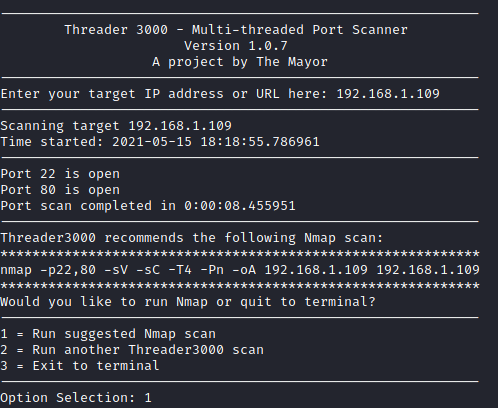 Threader 3000 - Multi-threaded Port Scanner
Version 1.0.7
A project by The Mayor
Enter your target IP address or URL here: 192.168.1.109
Scanning target 192.168.1.109
Time started: 2021-05-15 18:18:55.786961
Port 22 is open
Port 80 is open
Port scan completed in 0:00:08.455951
Threader3000 recommends the following Nmap scan:
************************************************************
nmap -p22,80 -sV -sC -T4 -Pn -oA 192.168.1.109 192.168.1.109
************************************************************
Would you like to run Nmap or quit to terminal?
1 = Run suggested Nmap scan
2 = Run another Threader3000 scan
3 = Exit to terminal
Option Selection: 1